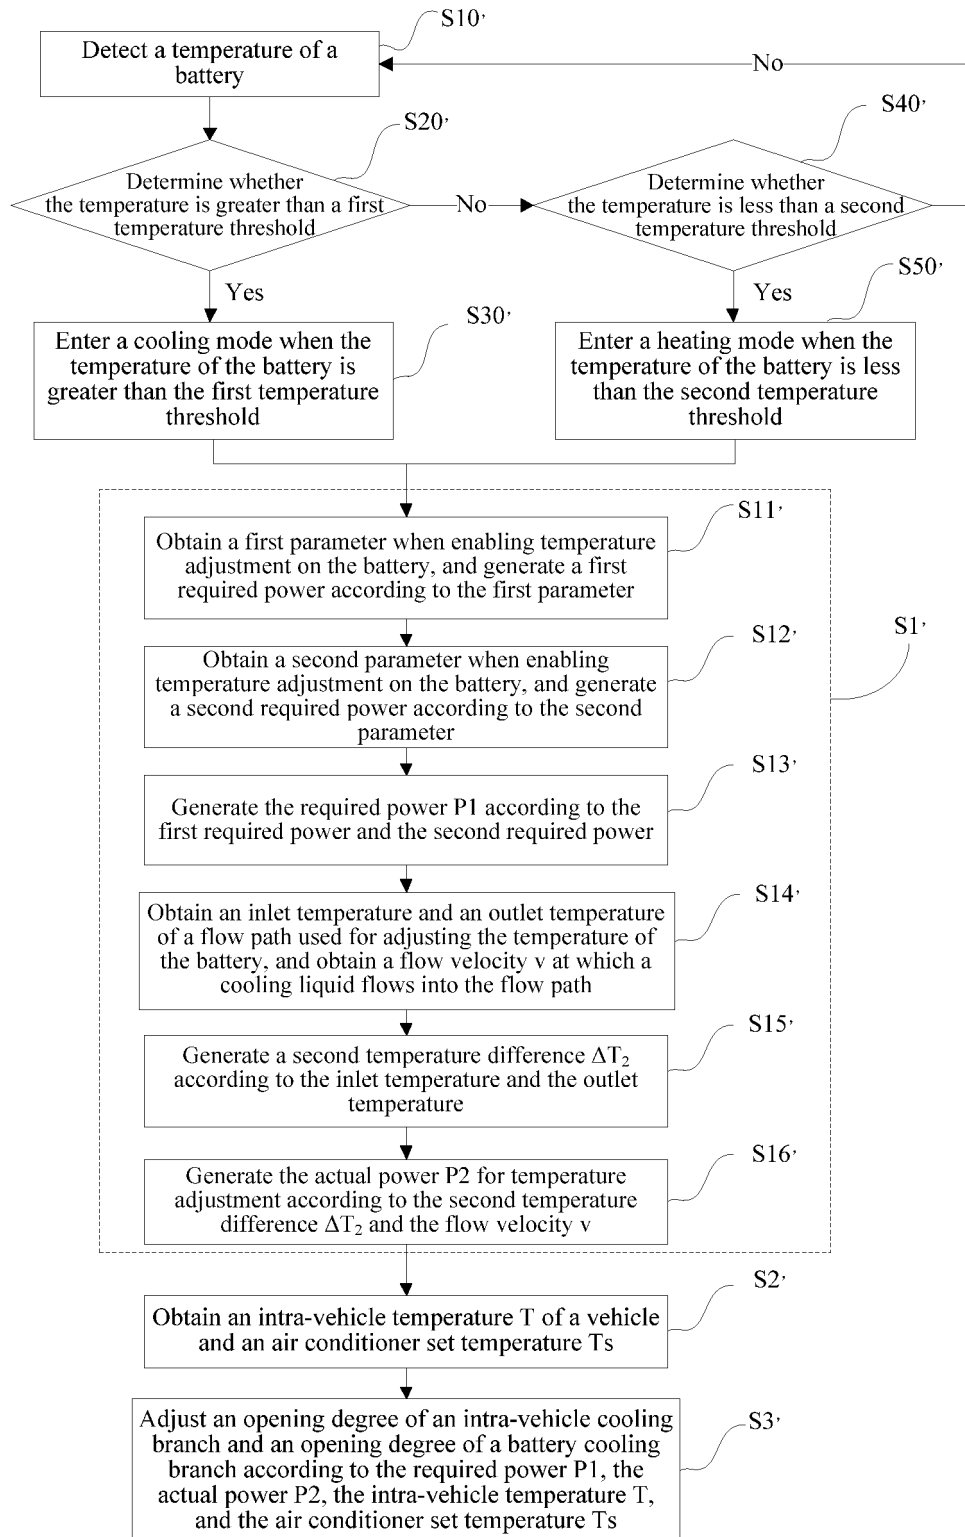 S10'
Detect a temperature of a
battery
No
S20'
S40'
Determine whether
the temperature is greater than a first
temperature threshold
No
Determine whether
the temperature is less than a second
temperature threshold
Yes
Yes
S30'
S50'
Enter a cooling mode when the
temperature of the battery is
greater than the first temperature
threshold
Enter a heating mode when the
temperature of the battery is less
than the second temperature
threshold
S11'
Obtain a first parameter when enabling temperature
adjustment on the battery, and generate a first
required power according to the first parameter
S12'
S1'
Obtain a second parameter when enabling
temperature adjustment on the battery, and generate
a second required power according to the second
parameter
S13'
Generate the required power P1 according to the
first required power and the second required power
S14'
Obtain an inlet temperature and an outlet temperature
of a flow path used for adjusting the temperature of
the battery, and obtain a flow velocity v at which a
cooling liquid flows into the flow path
S15'
Generate a second temperature difference ΔT₂
according to the inlet temperature and the outlet
temperature
S16'
Generate the actual power P2 for temperature
adjustment according to the second temperature
difference ΔT₂ and the flow velocity v
S2'
Obtain an intra-vehicle temperature T of a vehicle
and an air conditioner set temperature Ts
S3'
Adjust an opening degree of an intra-vehicle cooling
branch and an opening degree of a battery cooling
branch according to the required power P1, the
actual power P2, the intra-vehicle temperature T,
and the air conditioner set temperature Ts